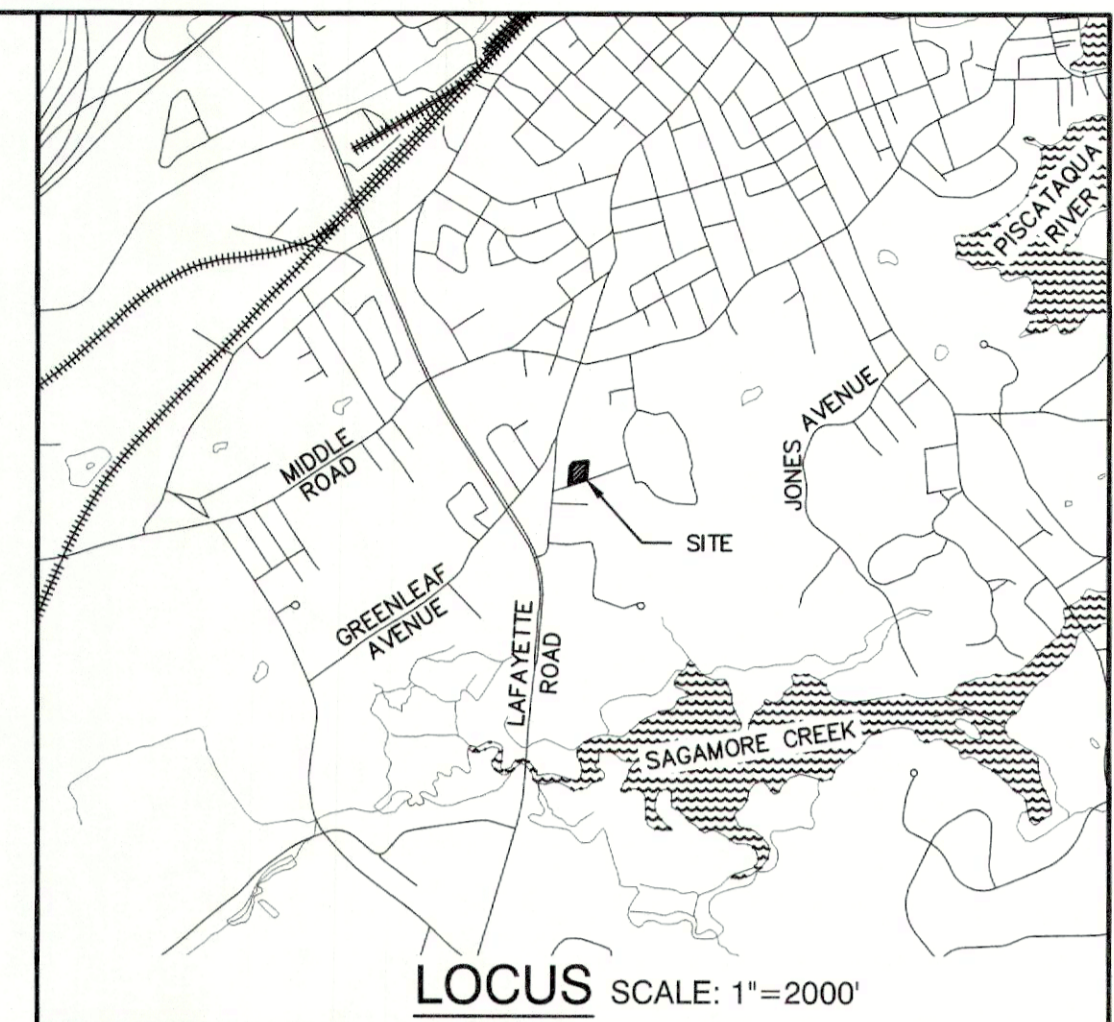 PISCATAQUA
RIVER
JONES AVENUE
MIDDLE
ROAD
SITE
GREENLEAF
AVENUE
LAFAYETTE
ROAD
SAGAMORE CREEK
LOCUS SCALE: 1"=2000'